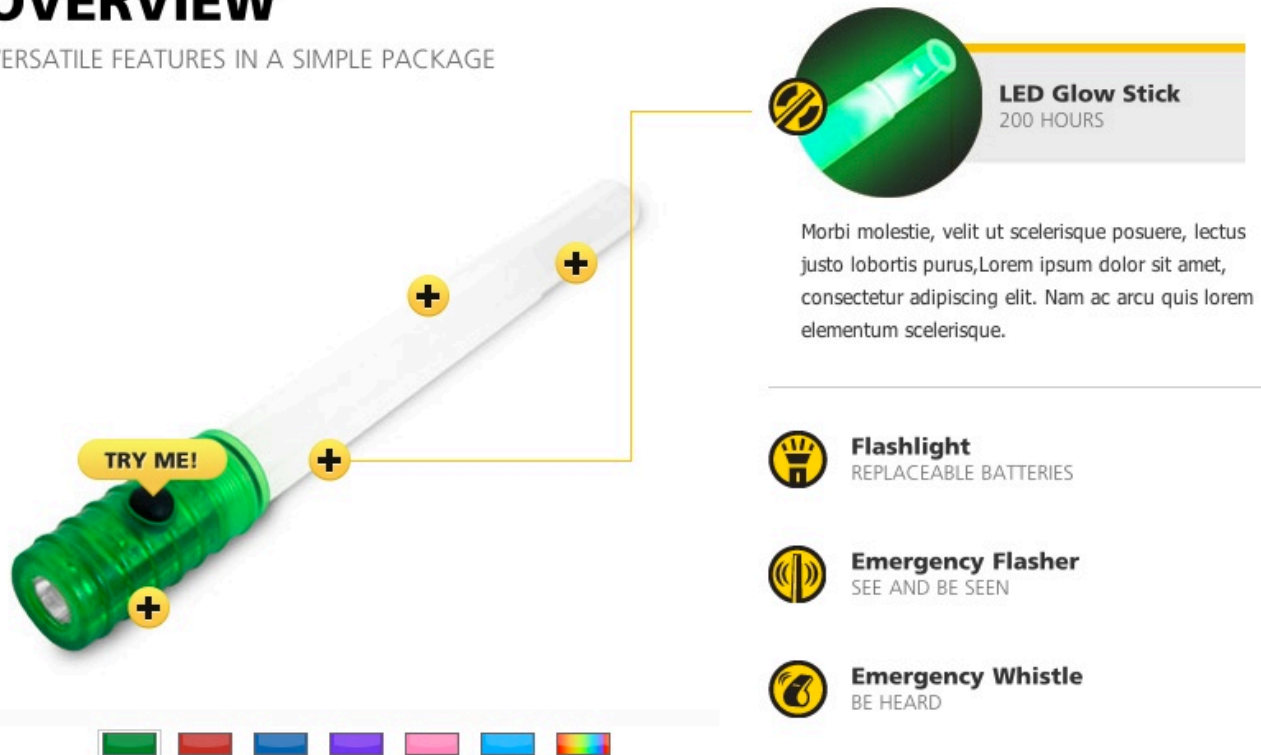 OVERVIEW
ERSATILE FEATURES IN A SIMPLE PACKAGE
TRY ME!
LED Glow Stick
200 HOURS
Morbi molestie, velit ut scelerisque posuere, lectus
justo lobortis purus,Lorem ipsum dolor sit amet,
consectetur adipiscing elit. Nam ac arcu quis lorem
elementum scelerisque.
Flashlight
REPLACEABLE BATTERIES
Emergency Flasher
SEE AND BE SEEN
Emergency Whistle
BE HEARD